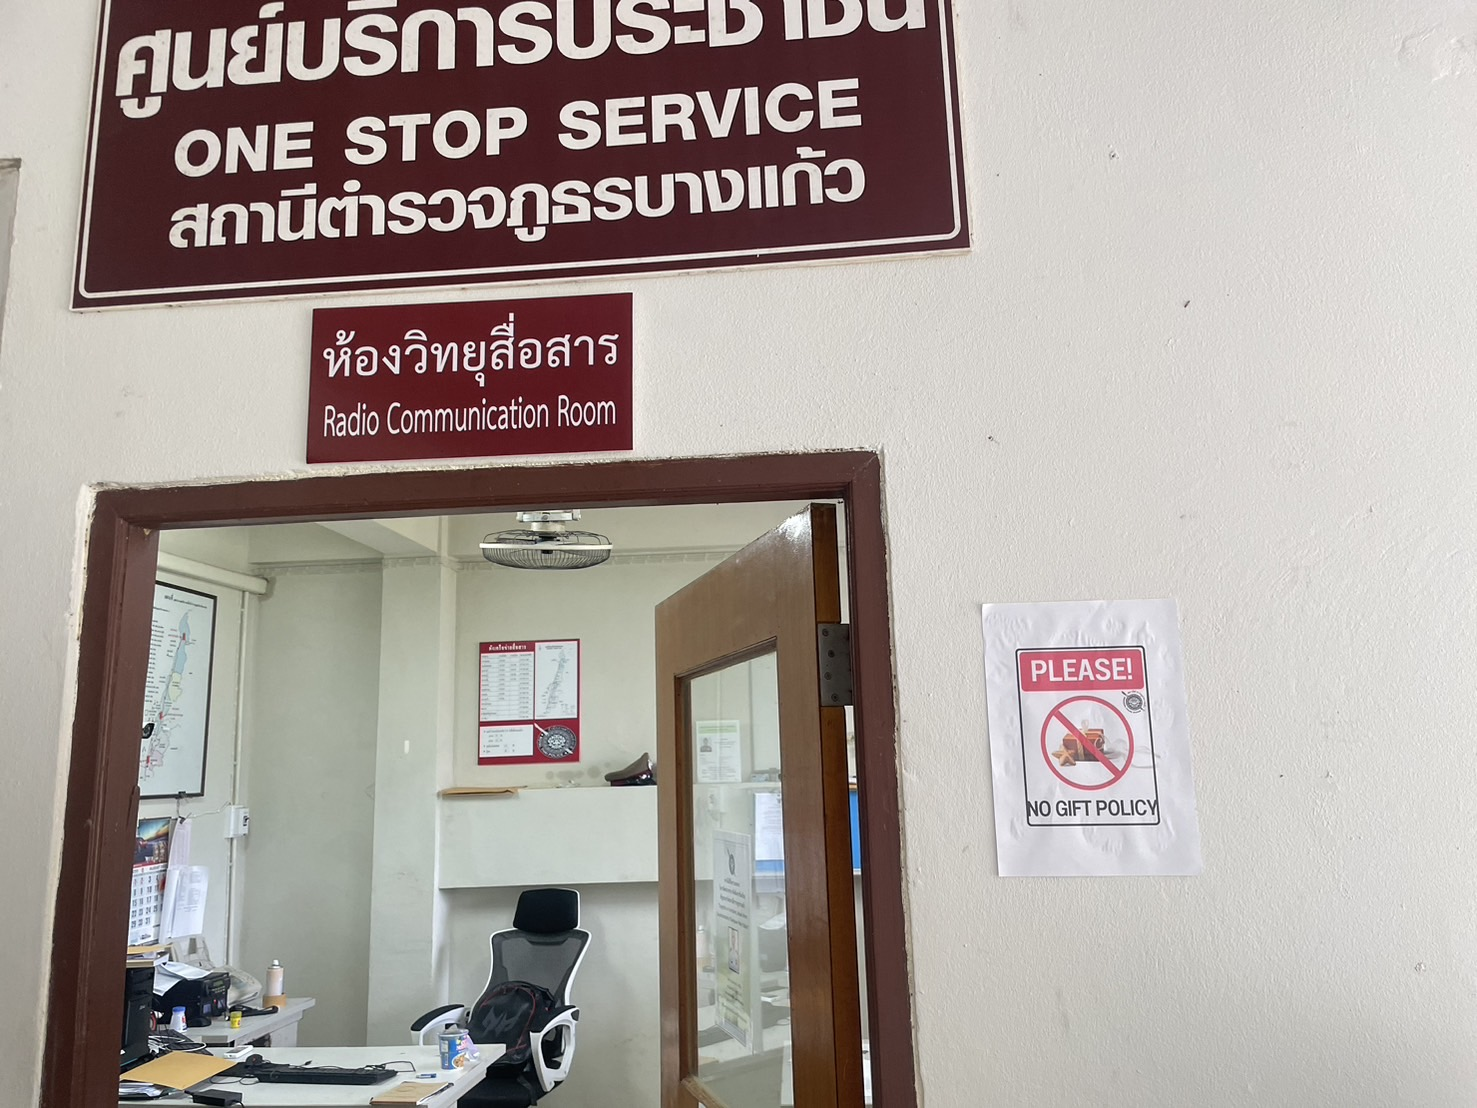 ศูนย์บริการประชาชน
ONE STOP SERVICE
สถานีตำรวจภูธรบางแก้ว
ห้องวิทยุสื่อสาร
Radio Communication Room
PLEASE!
NO GIFT POLICY